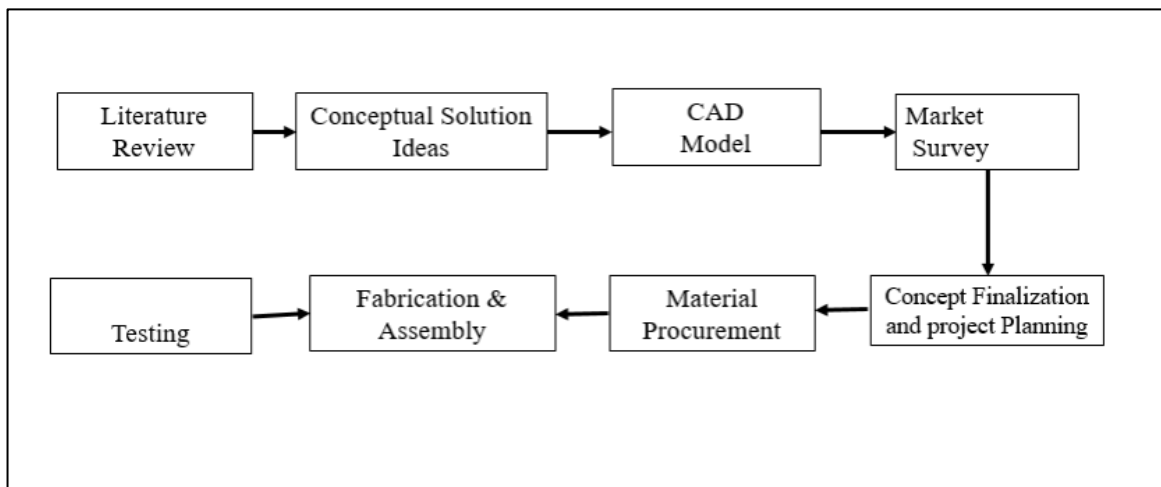 Literature
Review
Conceptual Solution
Ideas
CAD
Model
Market
Survey
Testing
Fabrication &
Assembly
Material
Procurement
Concept Finalization
and project Planning